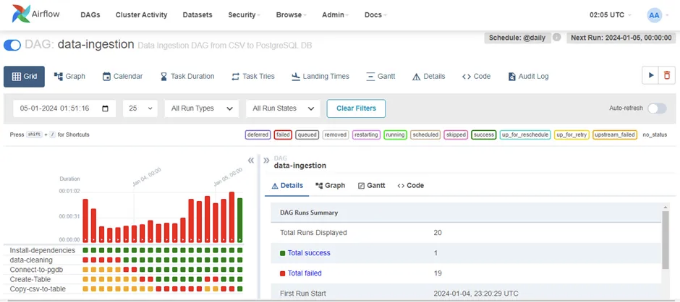 Airflow
DAGs
Cluster Activity
Datasets
Security
Browse
Admin
Docs
02:05 UTC
AA
DAG: data-ingestion Data Ingestion DAG from CSV to PostgreSQL DB
Schedule: @daily
Next Run: 2024-01-05, 00:00:00
Grid
Graph
Calendar
Task Duration
Task Tries
Landing Times
Gantt
Details
Code
Audit Log
05-01-2024 01:51:16
25
All Run Types
All Run States
Clear Filters
Auto-refresh
Press shift + / for Shortcuts
deferred
failed
queued
removed
restarting
running
scheduled
skipped
success
up_for_reschedule
up_for_retry
upstream_failed
no_status
DAG
data-ingestion
Details
Graph
Gantt
Code
Duration
00:01:02
00:00:31
00:00:00
Jan 04, 00:00
Install-dependencies
data-cleaning
Connect-to-pgdb
Create-Table
Copy-csv-to-table
DAG Runs Summary
Total Runs Displayed 20
Total success 1
Total failed 19
First Run Start 2024-01-04, 23:20:29 UTC